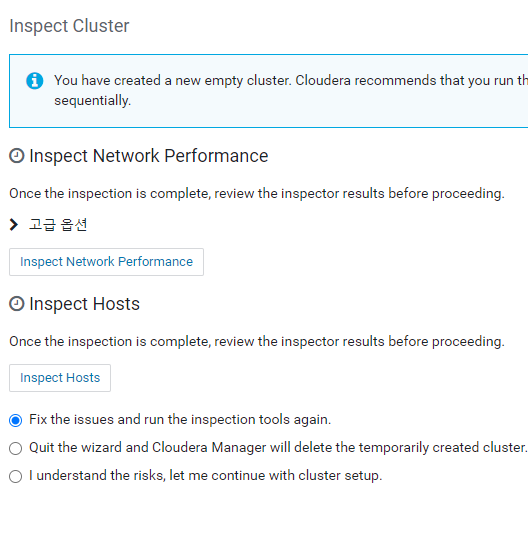 Inspect Cluster
You have created a new empty cluster. Cloudera recommends that you run
sequentially.
Inspect Network Performance
Once the inspection is complete, review the inspector results before proceeding.
고급 옵션
Inspect Network Performance
Inspect Hosts
Once the inspection is complete, review the inspector results before proceeding.
Inspect Hosts
Fix the issues and run the inspection tools again.
Quit the wizard and Cloudera Manager will delete the temporarily created cluster.
I understand the risks, let me continue with cluster setup.